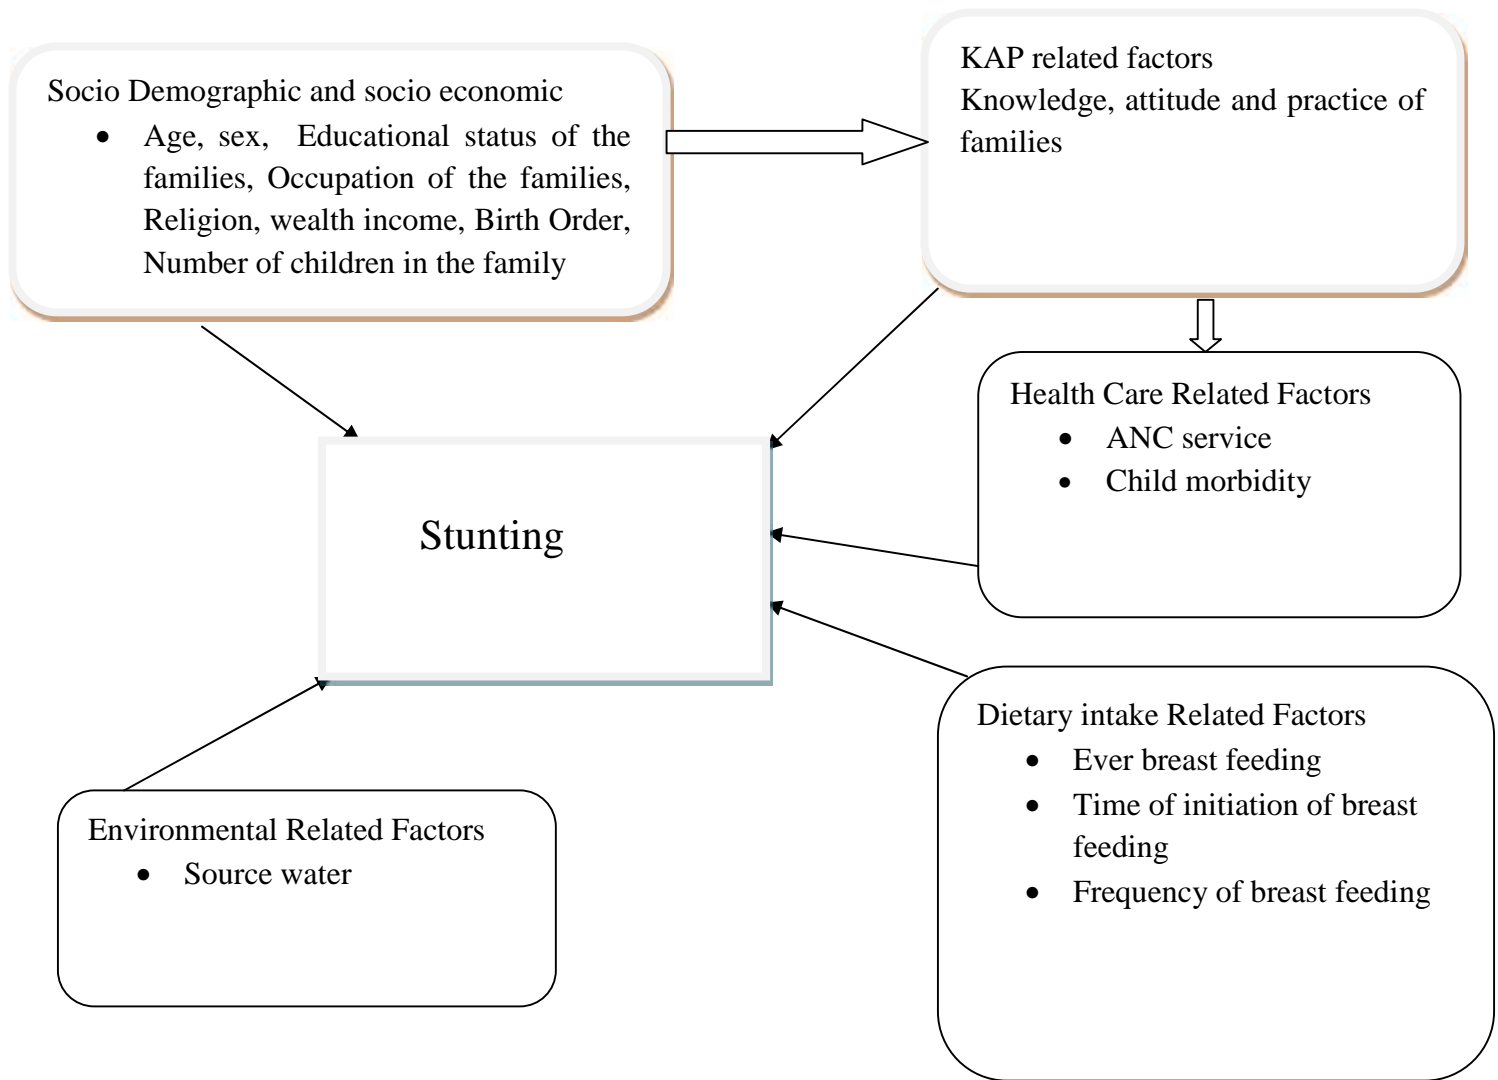 Socio Demographic and socio economic
• Age, sex, Educational status of the
families, Occupation of the families,
Religion, wealth income, Birth Order,
Number of children in the family
KAP related factors
Knowledge, attitude and practice of
families
Health Care Related Factors
• ANC service
• Child morbidity
Stunting
Dietary intake Related Factors
• Ever breast feeding
• Time of initiation of breast
feeding
• Frequency of breast feeding
Environmental Related Factors
• Source water